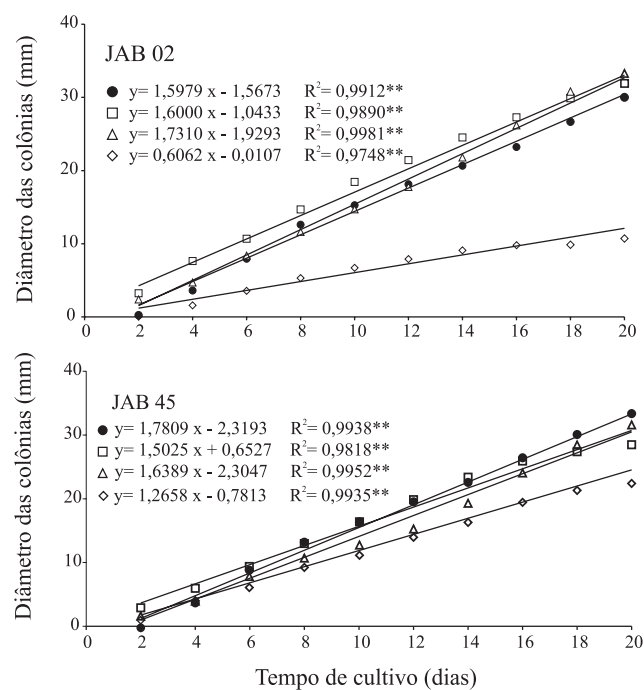 Diâmetro das colônias (mm)
40
30
20
10
0
JAB 02
● y= 1,5979 x - 1,5673 R²= 0,9912**
□ y= 1,6000 x - 1,0433 R²= 0,9890**
△ y= 1,7310 x - 1,9293 R²= 0,9981**
◇ y= 0,6062 x - 0,0107 R²= 0,9748**
0 2 4 6 8 10 12 14 16 18 20
Diâmetro das colônias (mm)
40
30
20
10
0
JAB 45
● y= 1,7809 x - 2,3193 R²= 0,9938**
□ y= 1,5025 x + 0,6527 R²= 0,9818**
△ y= 1,6389 x - 2,3047 R²= 0,9952**
◇ y= 1,2658 x - 0,7813 R²= 0,9935**
0 2 4 6 8 10 12 14 16 18 20
Tempo de cultivo (dias)